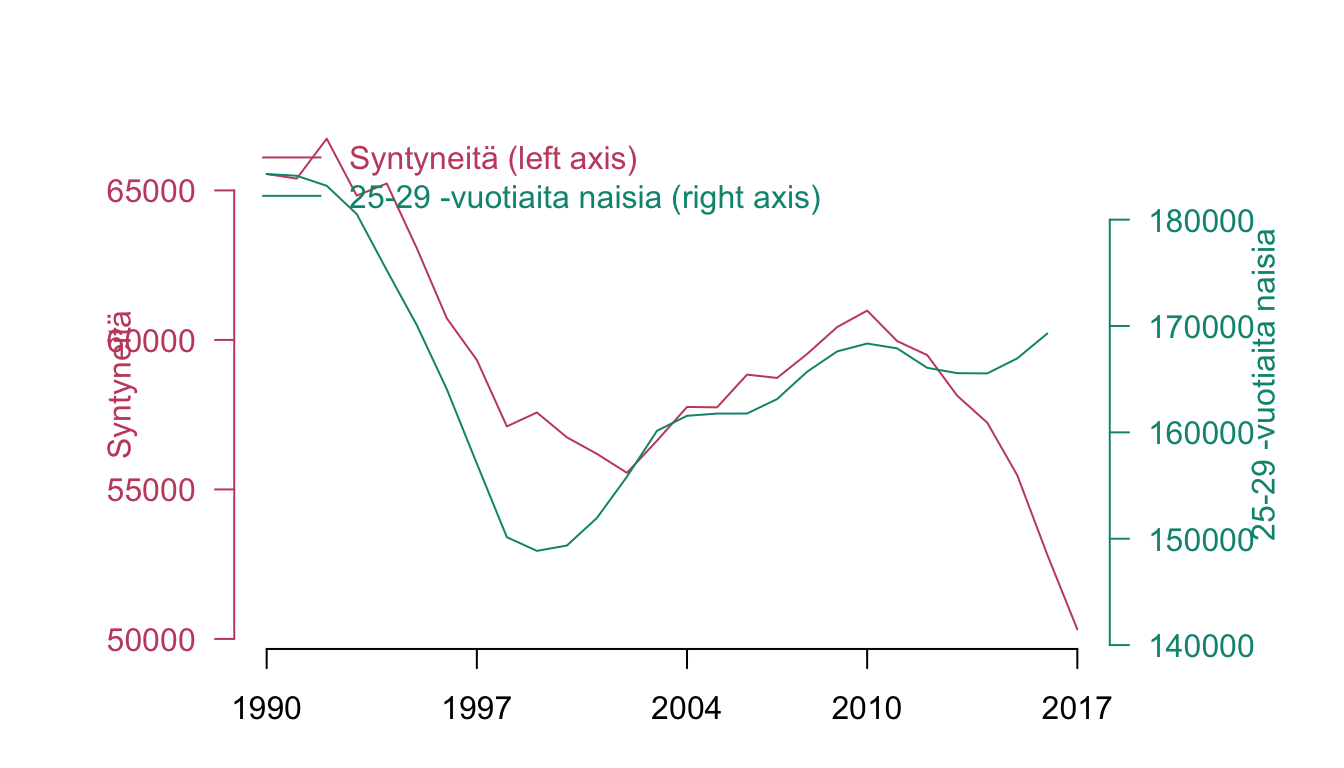 Syntyneitä (left axis)
25-29 -vuotiaita naisia (right axis)
65000
60000
55000
50000
Syntyneitä
180000
170000
160000
150000
140000
25-29 -vuotiaita naisia
1990 1997 2004 2010 2017